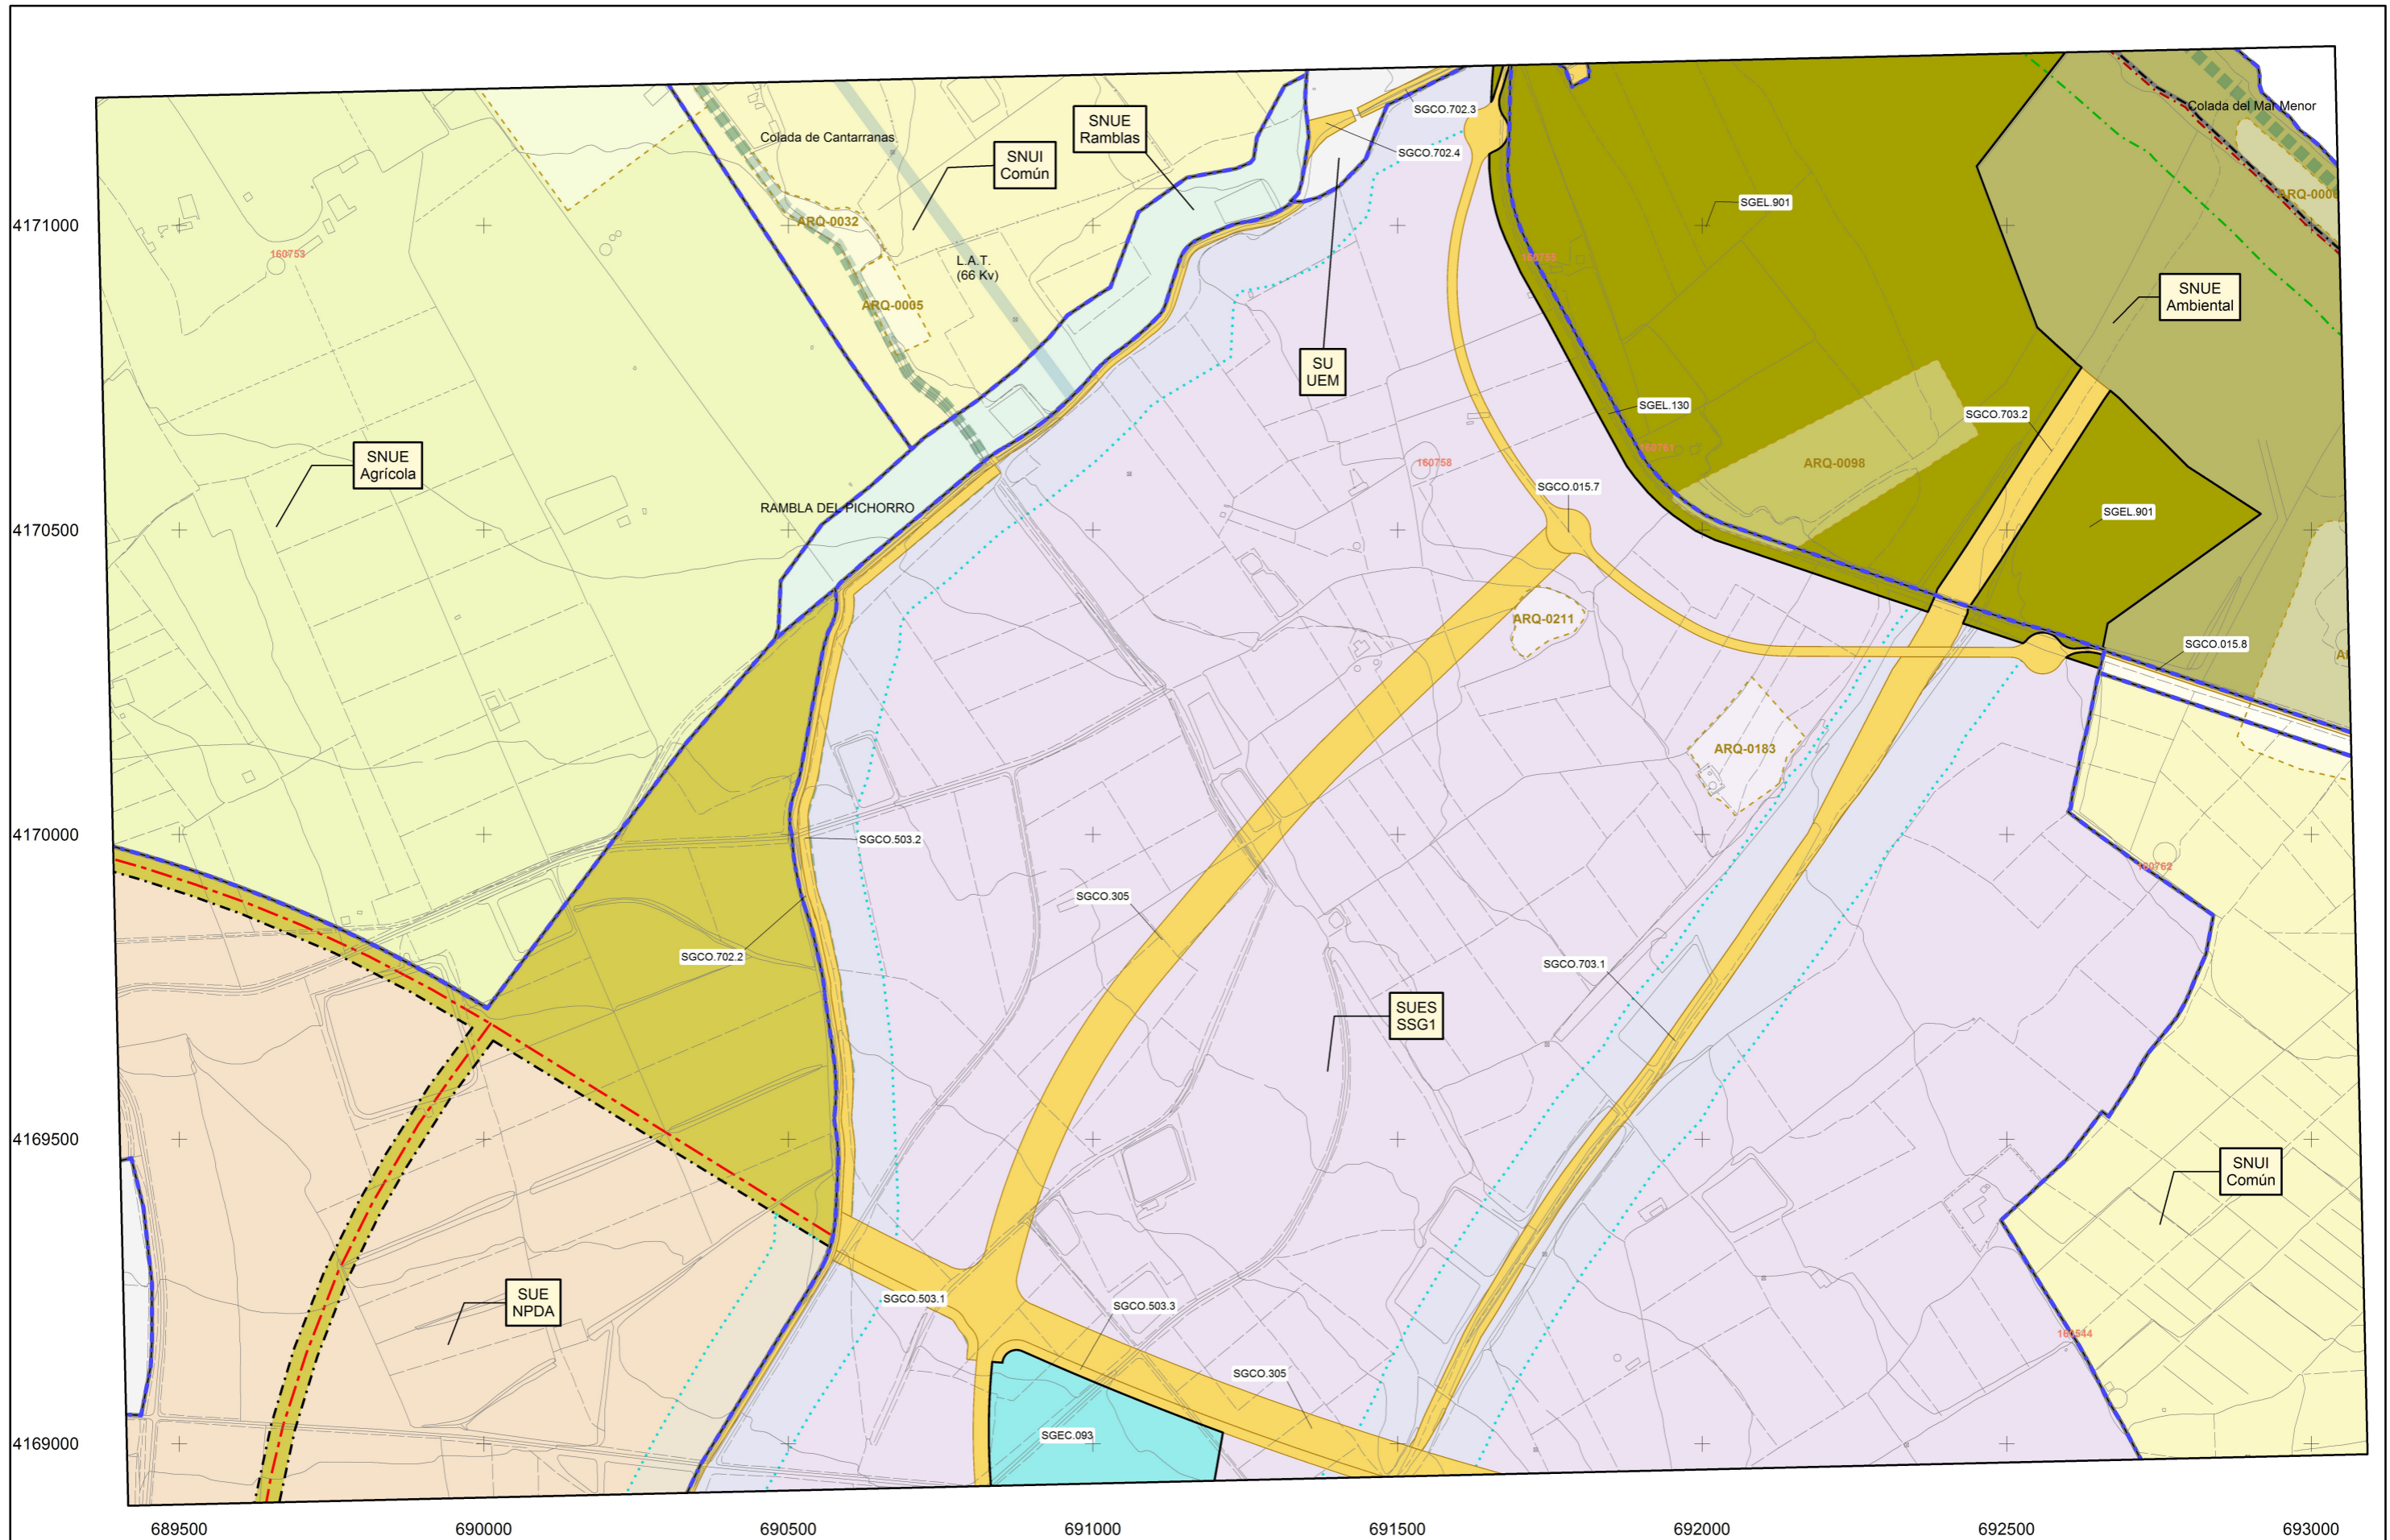 Colada del Mar Menor
SGCO.702.3
Colada de Cantarranas
SNUE
Ramblas
SGCO.702.4
SNUI
Común
ARQ-0032
SGEL.901
4171000
160753
160755
L.A.T.
(66 Kv)
ARQ-0005
SNUE
Ambiental
SU
UEM
SGEL.130
SGCO.703.2
160761
160758
ARQ-0098
SNUE
Agrícola
SGCO.015.7
RAMBLA DEL PICHORRO
SGEL.901
4170500
ARQ-0211
SGCO.015.8
ARQ-0183
4170000
SGCO.503.2
160762
SGCO.305
SGCO.702.2
SGCO.703.1
SUES
SSG1
4169500
SNUI
Común
SUE
NPDA
SGCO.503.1
SGCO.503.3
160544
SGCO.305
SGEC.093
4169000
689500
690000
690500
691000
691500
692000
692500
693000